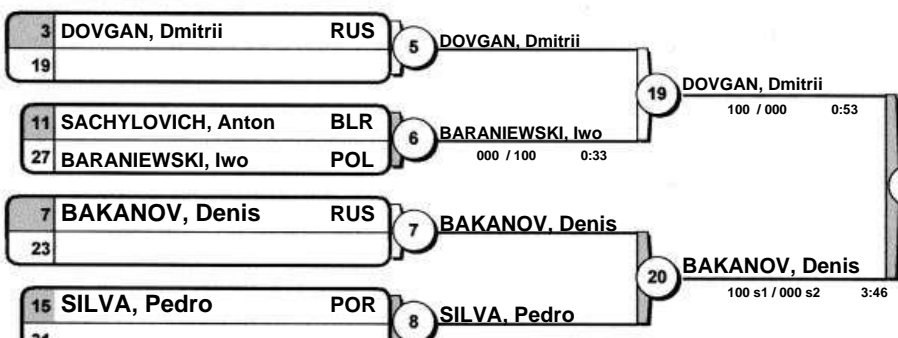 3 DOVGAN, Dmitrii RUS
19
5 DOVGAN, Dmitrii
11 SACHYLOVICH, Anton BLR
27 BARANIEWSKI, Iwo POL
6 BARANIEWSKI, Iwo
000 / 100 0:33
19 DOVGAN, Dmitrii
100 / 000 0:53
7 BAKANOV, Denis RUS
23
7 BAKANOV, Denis
15 SILVA, Pedro POR
8 SILVA, Pedro
20 BAKANOV, Denis
100 s1 / 000 s2 3:46